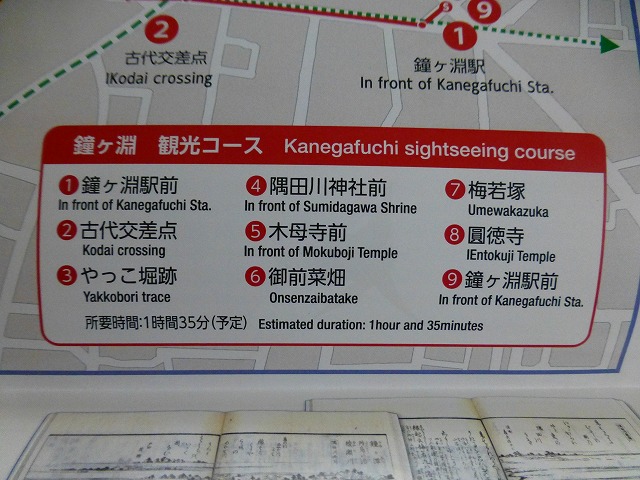 9
9
2
1
古代交差点
IKodai crossing
鐘ヶ淵駅
In front of Kanegafuchi Sta.
鐘ヶ淵 観光コース Kanegafuchi sightseeing course
1 鐘ヶ淵駅前
In front of Kanegafuchi Sta.
2 古代交差点
Kodai crossing
3 やっこ堀跡
Yakkobori trace
4 隅田川神社前
In front of Sumidagawa Shrine
5 木母寺前
In front of Mokuboji Temple
6 御前菜畑
Onsenzaibatake
7 梅若塚
Umewakazuka
8 圓徳寺
IEntokuji Temple
9 鐘ヶ淵駅前
In front of Kanegafuchi Sta.
所要時間:1時間35分(予定) Estimated duration: 1hour and 35minutes